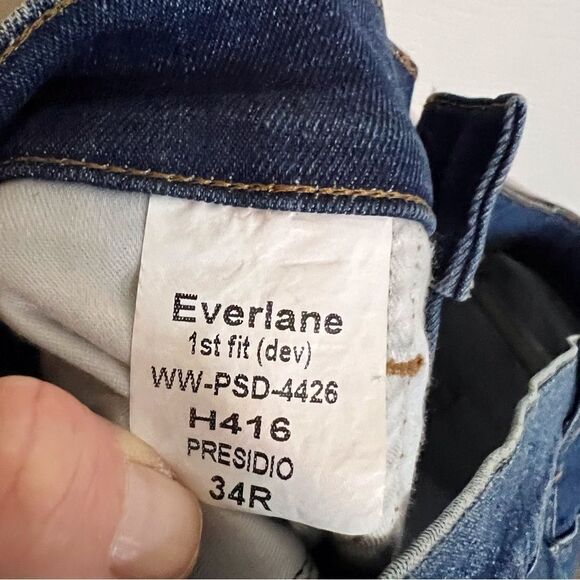 Everlane
1st fit (dev)
WW-PSD-4426
H416
PRESIDIO
34R